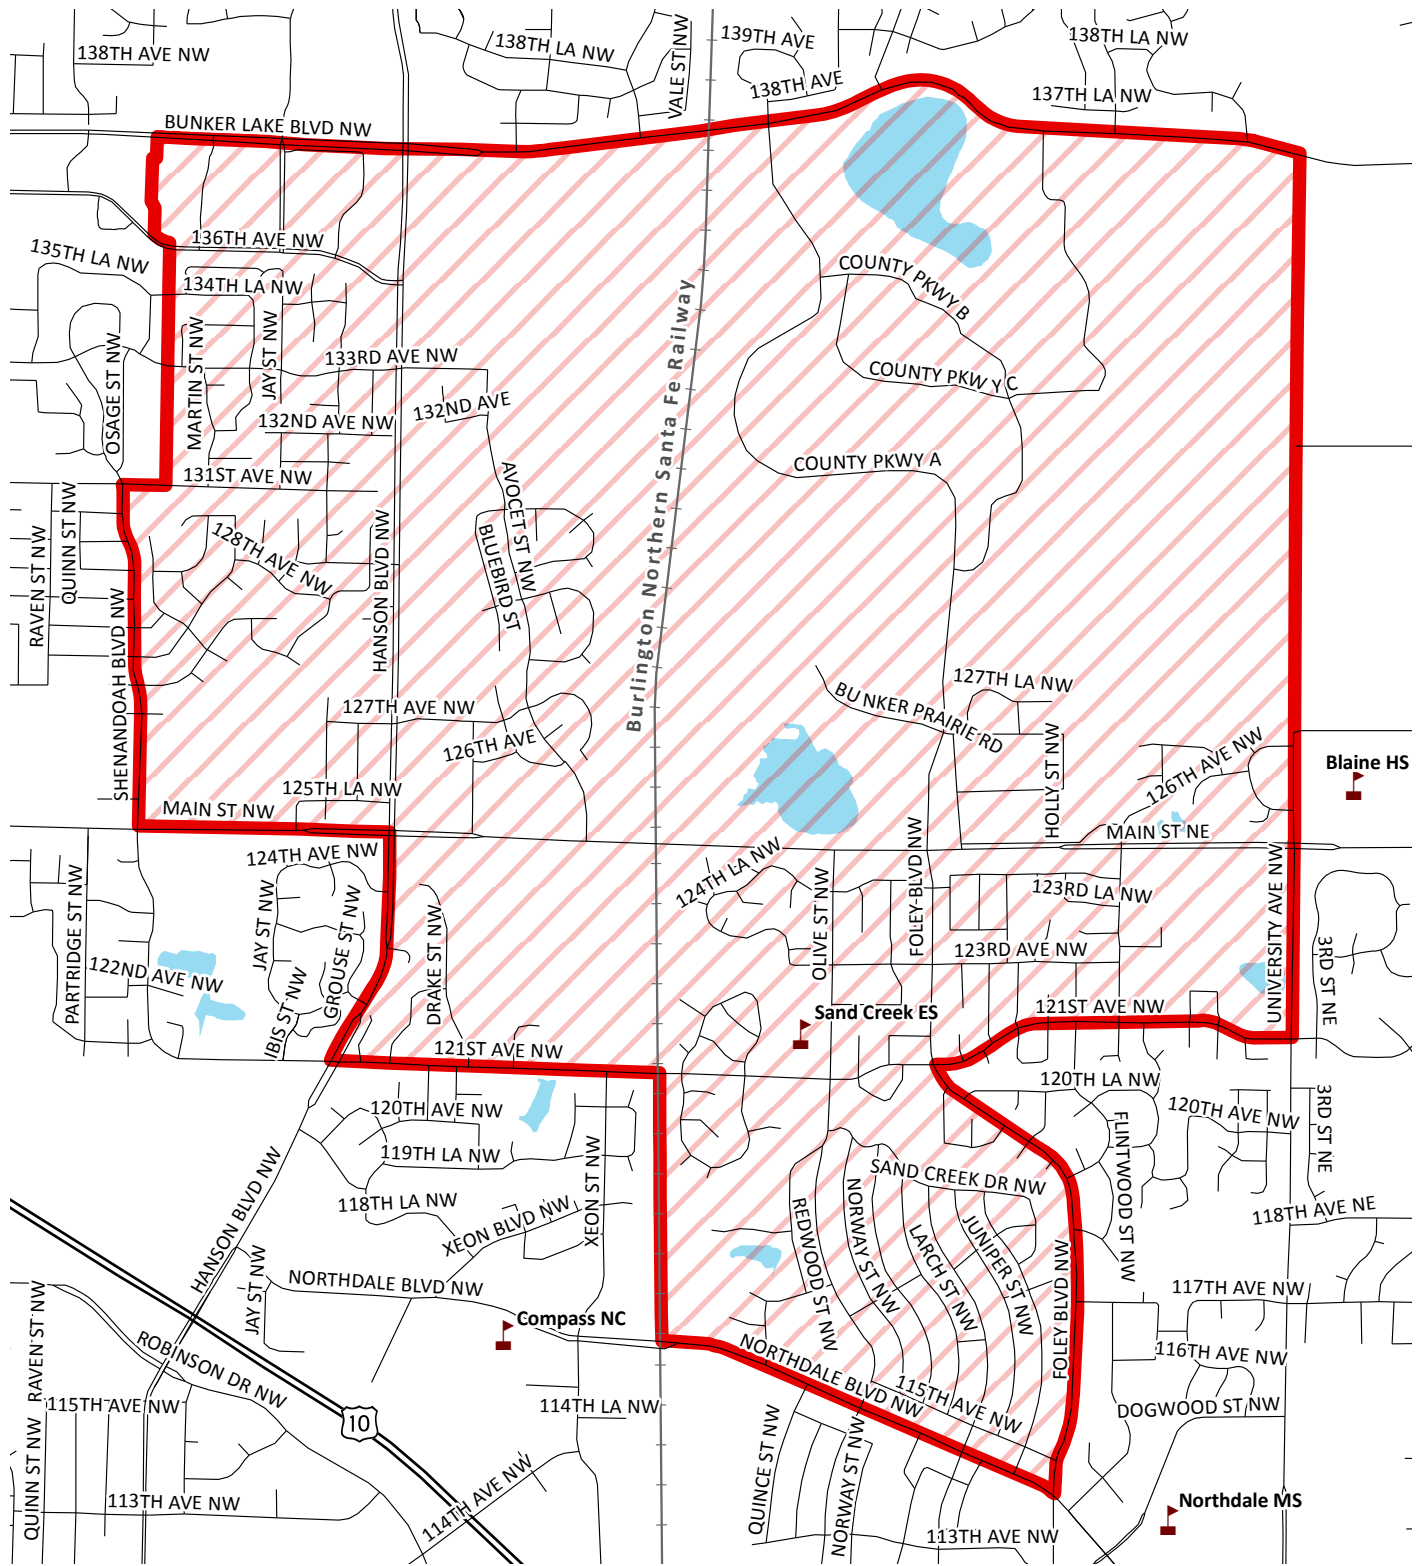 138TH AVE NW
138TH LA NW
VALE ST NW
139TH AVE
138TH AVE
138TH LA NW
137TH LA NW
BUNKER LAKE BLVD NW
136TH AVE NW
135TH LA NW
134TH LA NW
OSAGE ST NW
MARTIN ST NW
JAY ST NW
133RD AVE NW
132ND AVE NW
132ND AVE
131ST AVE NW
COUNTY PKWY B
COUNTY PKW Y C
COUNTY PKWY A
Burlington Northern Santa Fe Railway
RAVEN ST NW
QUINN ST NW
128TH AVE NW
HANSON BLVD NW
AVOCET ST NW
BLUEBIRD ST
SHENANDOAH BLVD NW
127TH AVE NW
126TH AVE
125TH LA NW
MAIN ST NW
127TH LA NW
BUNKER PRAIRIE RD
HOLLY ST NW
126TH AVE NW
Blaine HS
MAIN ST NE
124TH AVE NW
124TH LA NW
PARTRIDGE ST NW
JAY ST NW
GROUSE ST NW
IBIS ST NW
122ND AVE NW
DRAKE ST NW
OLIVE ST NW
FOLEY BLVD NW
123RD LA NW
123RD AVE NW
UNIVERSITY AVE NW
3RD ST NE
Sand Creek ES
121ST AVE NW
121ST AVE NW
120TH AVE NW
119TH LA NW
118TH LA NW
XEON BLVD NW
XEON ST NW
120TH LA NW
120TH AVE NW
FLINTWOOD ST NW
3RD ST NE
118TH AVE NE
SAND CREEK DR NW
REDWOOD ST NW
NORWAY ST NW
LARCH ST NW
JUNIPER ST NW
FOLEY BLVD NW
HANSON BLVD NW
JAY ST NW
NORTHDALE BLVD NW
Compass NC
117TH AVE NW
116TH AVE NW
DOGWOOD ST NW
RAVEN ST NW
ROBINSON DR NW
115TH AVE NW
10
114TH LA NW
NORTHDALE BLVD NW
115TH AVE NW
QUINN ST NW
113TH AVE NW
114TH AVE NW
QUINCE ST NW
NORWAY ST NW
113TH AVE NW
Northdale MS